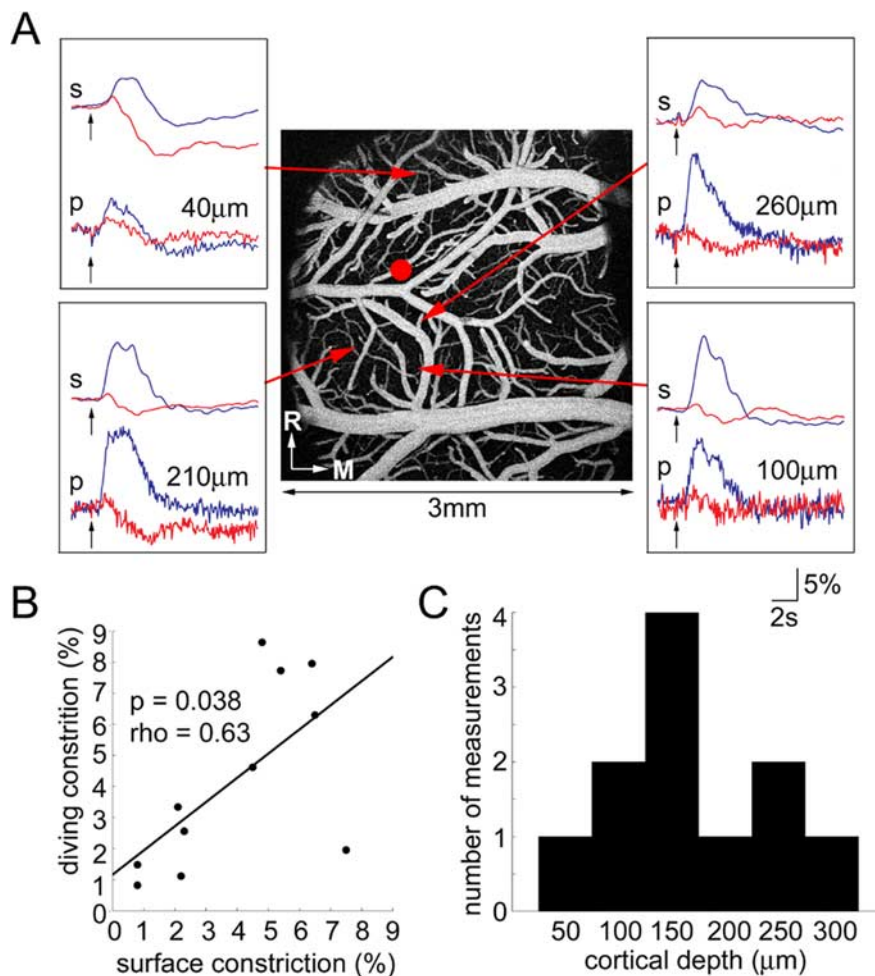 A
s
p
40μm
s
p
260μm
s
p
210μm
s
p
100μm
R
M
3mm
B
diving constrition (%)
9
8
7
6
5
4
3
2
1
0
p = 0.038
rho = 0.63
0 1 2 3 4 5 6 7 8 9
surface constriction (%)
C
5%
2s
number of measurements
4
3
2
1
0
50 100 150 200 250 300
cortical depth (μm)